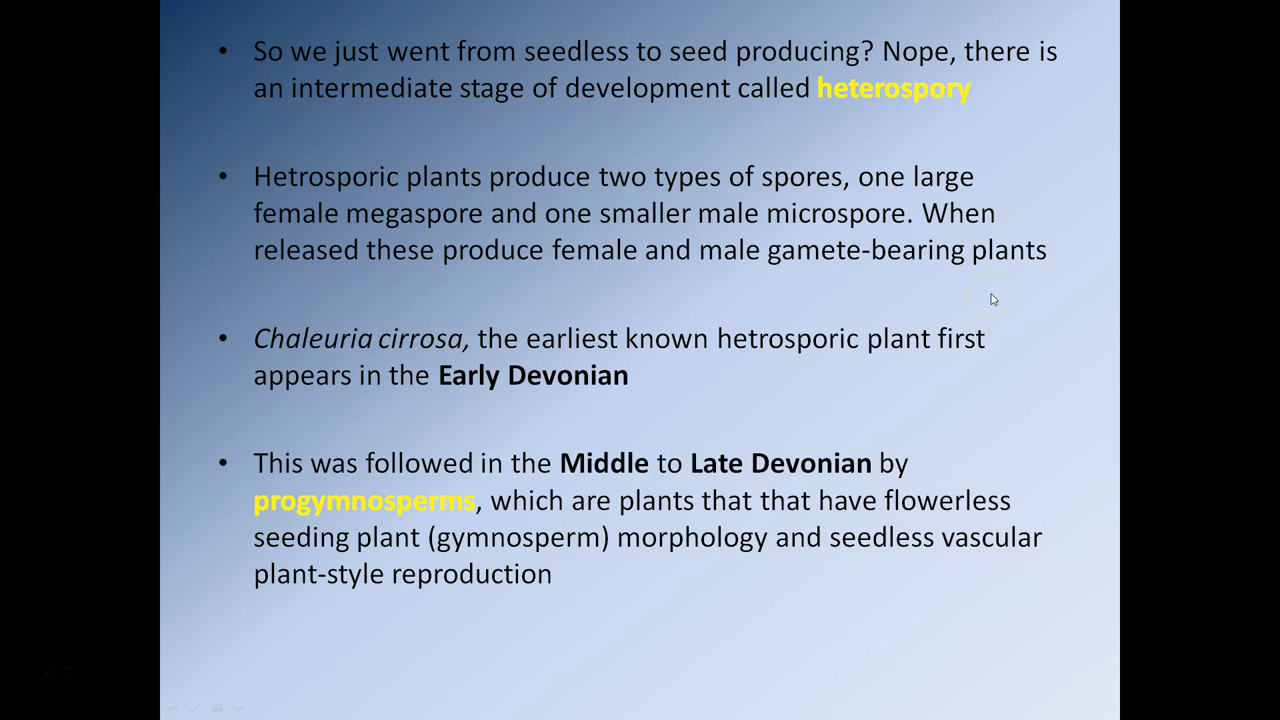 • So we just went from seedless to seed producing? Nope, there is
an intermediate stage of development called heterospory
• Hetrosporic plants produce two types of spores, one large
female megaspore and one smaller male microspore. When
released these produce female and male gamete-bearing plants
• Chaleuria cirrosa, the earliest known hetrosporic plant first
appears in the Early Devonian
• This was followed in the Middle to Late Devonian by
progymnosperms, which are plants that that have flowerless
seeding plant (gymnosperm) morphology and seedless vascular
plant-style reproduction